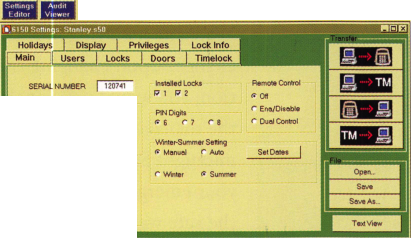 Settings Editor
Audit Viewer
6150 Settings: Stanley.s50
Holidays Display Privileges Lock Info
Main Users Locks Doors Timelock
SERIAL NUMBER 120741
Installed Locks
1 2
PIN Digits
6 7 8
Winter-Summer Setting
Manual Auto
Set Dates
Winter Summer
Remote Control
Off
Ena/Disable
Dual Control
Transfer
TM
TM
File
Open...
Save
Save As...
Text View